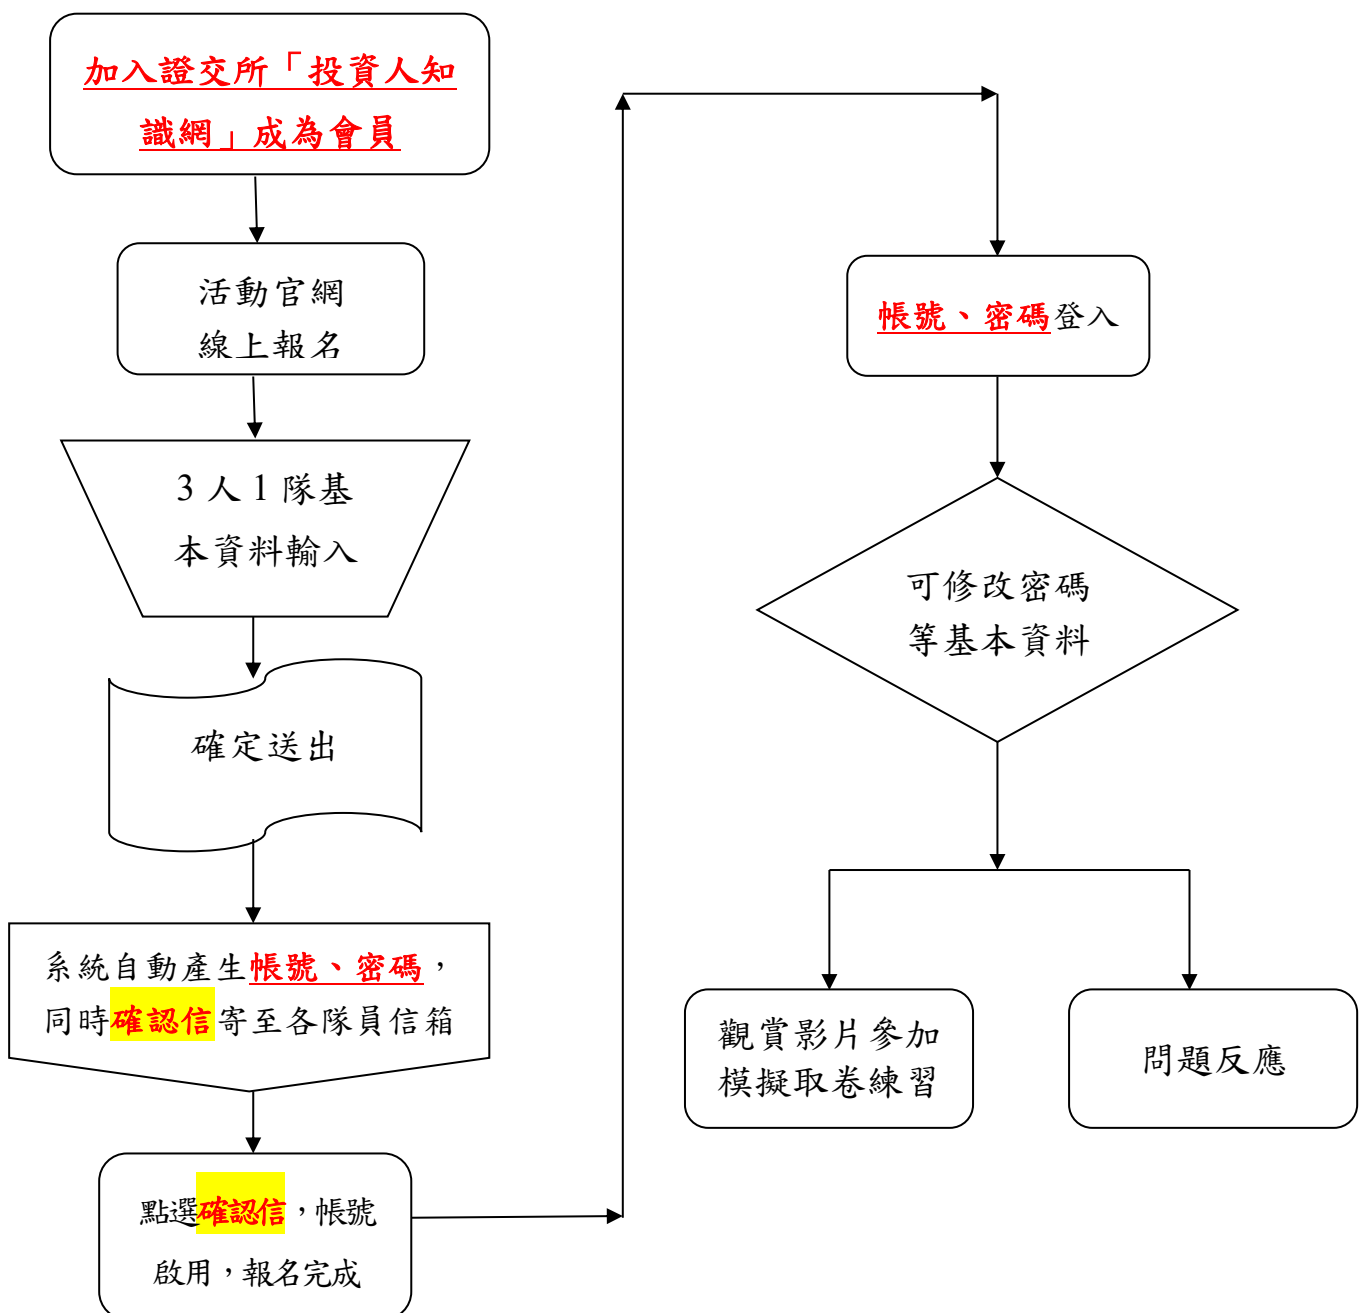 加入證交所「投資人知
識網」成為會員
活動官網
線上報名
3 人 1 隊基
本資料輸入
確定送出
系統自動產生帳號、密碼，
同時確認信寄至各隊員信箱
點選確認信，帳號
啟用，報名完成
帳號、密碼登入
可修改密碼
等基本資料
觀賞影片參加
模擬取卷練習
問題反應